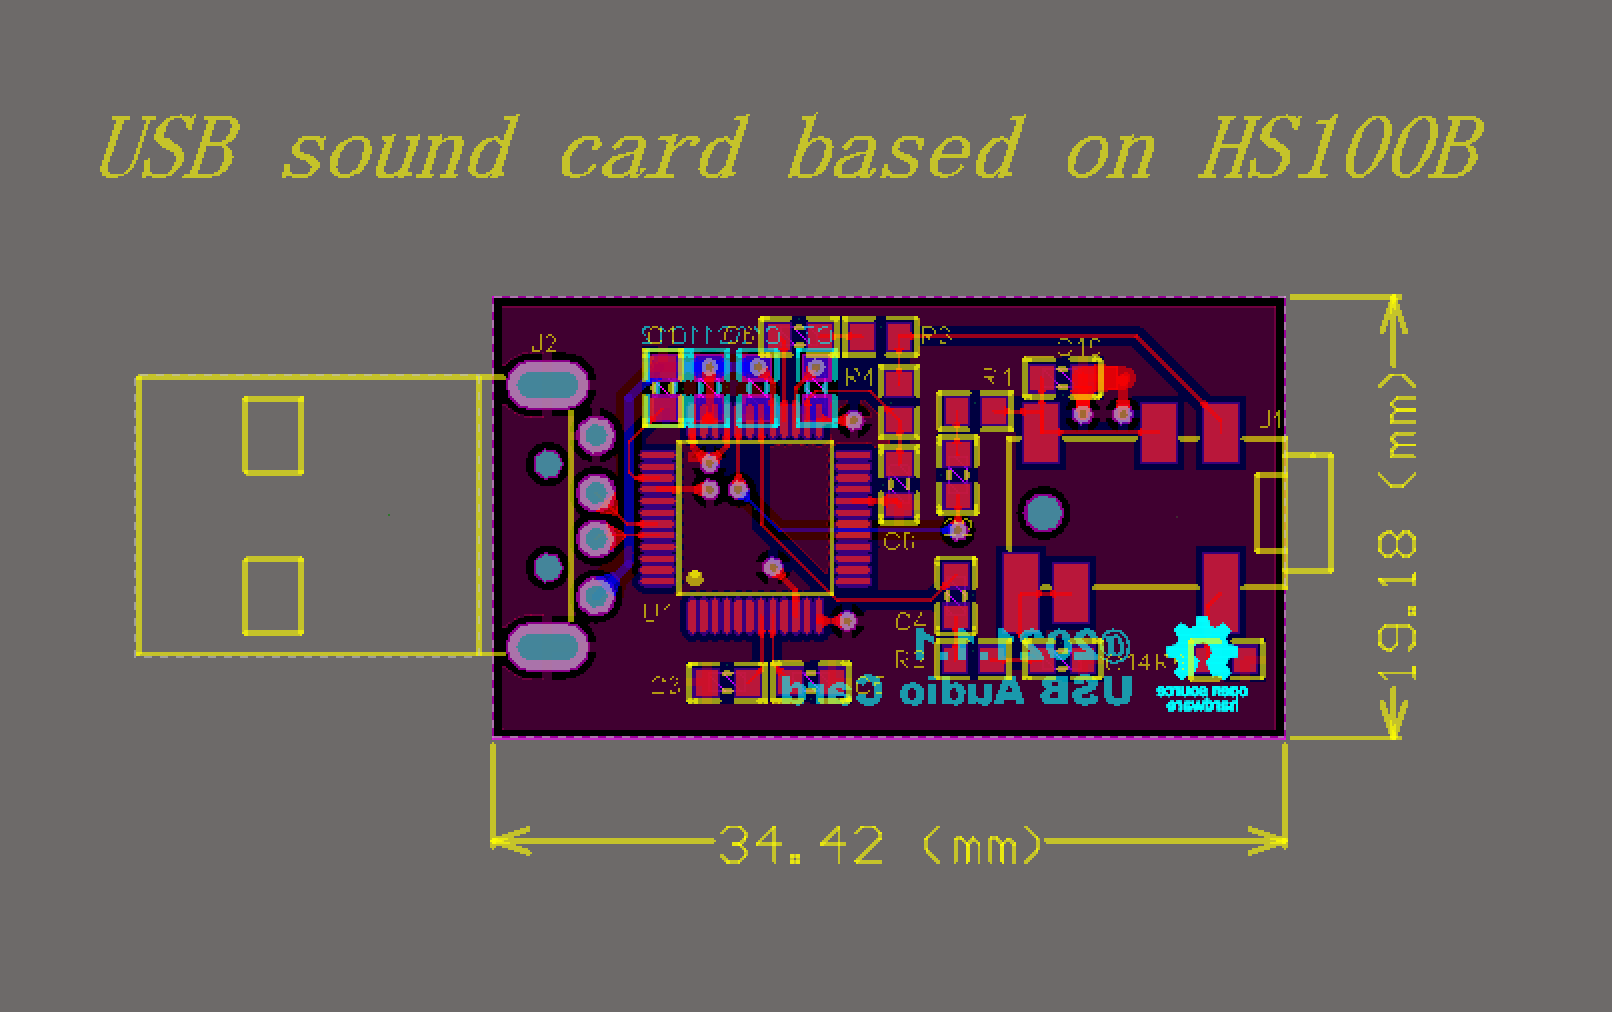 USB sound card based on HS100B
J2
R3
C10
R4
R1
J1
19.18 (mm)
C6
U1
C4
@2021.1.1
R2
C3
USB Audio Card
open source
hardware
34.42 (mm)